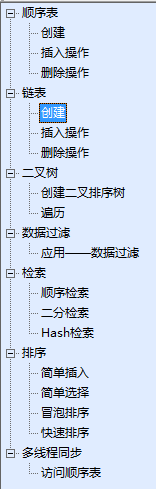 顺序表
创建
插入操作
删除操作
链表
创建
插入操作
删除操作
二叉树
创建二叉排序树
遍历
数据过滤
应用——数据过滤
检索
顺序检索
二分检索
Hash检索
排序
简单插入
简单选择
冒泡排序
快速排序
多线程同步
访问顺序表